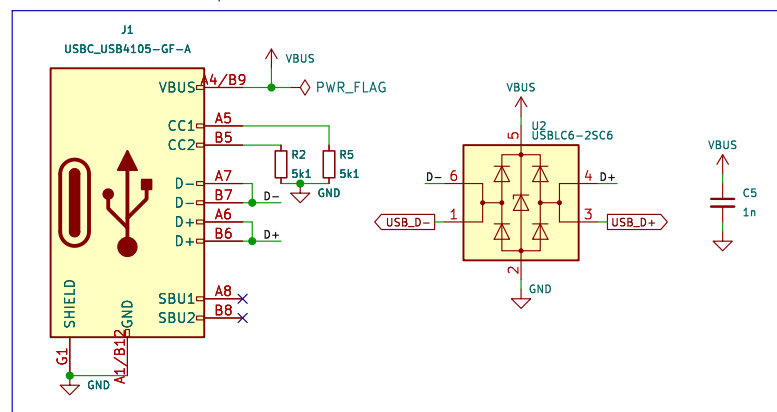 J1
USBC_USB4105-GF-A
VBUS
A4/B9
VBUS
PWR_FLAG
CC1
A5
CC2
B5
R2
5k1
R5
5k1
GND
D-
A7
D-
B7
D-
D+
A6
D+
B6
D+
SBU1
A8
SBU2
B8
SHIELD
GND
G1
A1/B12
GND
VBUS
U2
USBLC6-2SC6
5
D-
6
4
D+
USB_D-
1
3
USB_D+
2
GND
VBUS
C5
1n